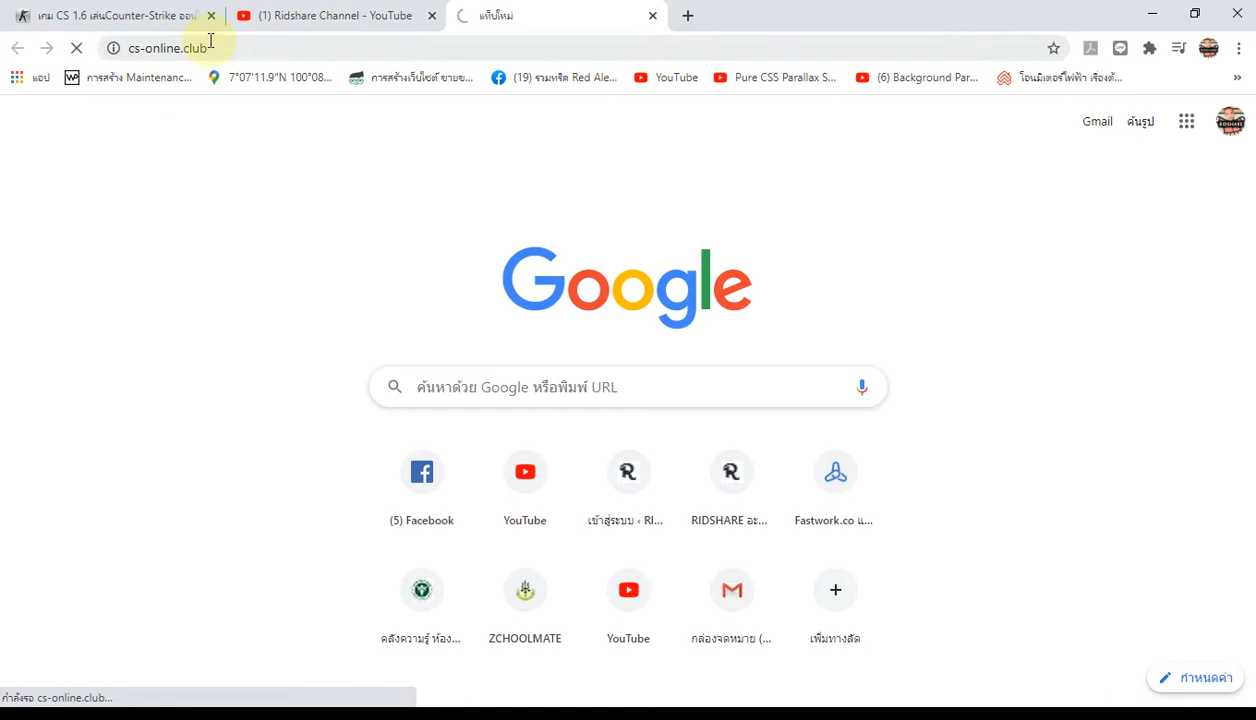 เกม CS 1.6 เล่นCounter-Strike ออนไ
(1) Ridshare Channel - YouTube
แท็บใหม่
cs-online.club
แอป
การสร้าง Maintenanc...
7°07'11.9"N 100°08...
การสร้างเว็บไซต์ ขายข...
(19) รวมทริด Red Ale...
YouTube
Pure CSS Parallax S...
(6) Background Par...
โอนมิเตอร์ไฟฟ้า เรื่องต้...
Gmail
ค้นรูป
RIDSHARE
Google
ค้นหาด้วย Google หรือพิมพ์ URL
(5) Facebook
YouTube
เข้าสู่ระบบ ‹ RI...
RIDSHARE อะ...
Fastwork.co แ...
คลังความรู้ ห้อง...
ZCHOOLMATE
YouTube
กล่องจดหมาย (...
เพิ่มทางลัด
กำหนดค่า
กำลังรอ cs-online.club...